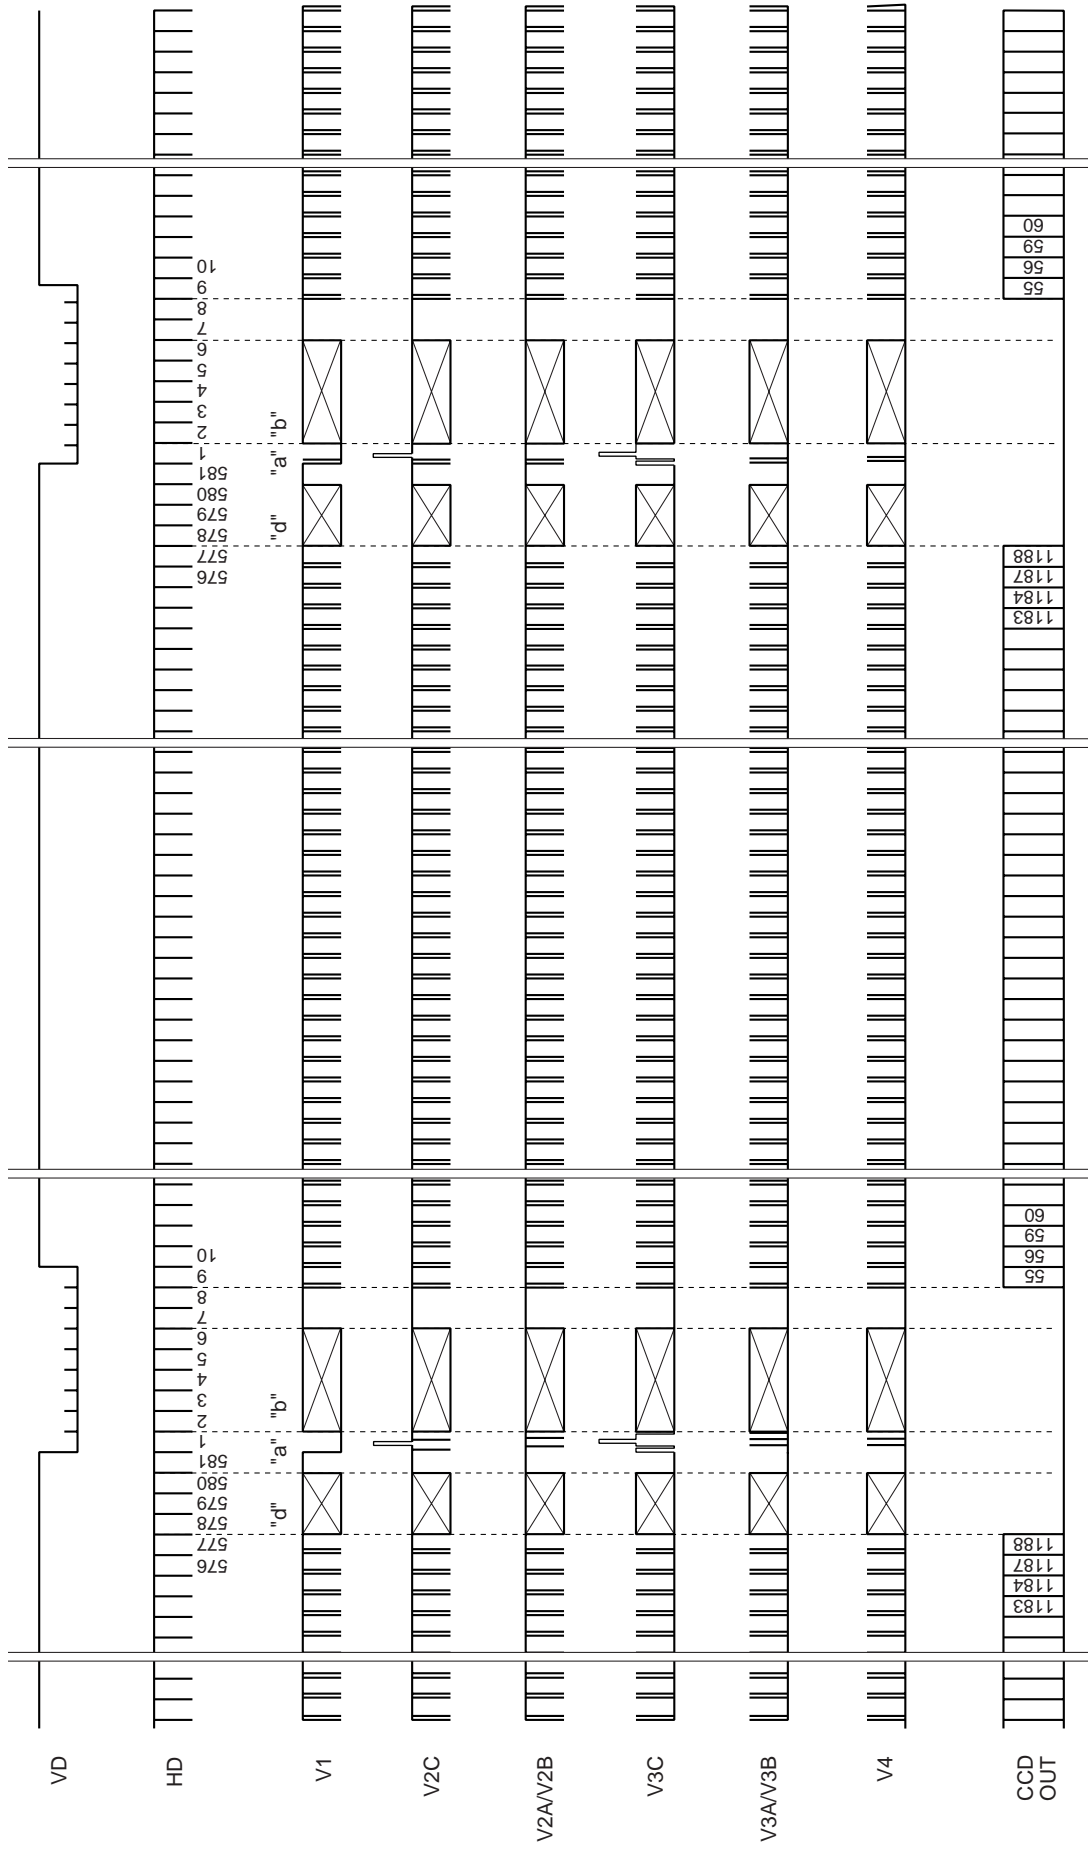 VD
HD
576 577 578 579 580 581 1 2 3 4 5 6 7 8 9 10 576 577 578 579 580 581 1 2 3 4 5 6 7 8 9 10
"d" "a" "b" "d" "a" "b"
V1
V2C
V2A/V2B
V3C
V3A/V3B
V4
CCD
OUT
1183 1184 1187 1188 55 56 59 60 1183 1184 1187 1188 55 56 59 60